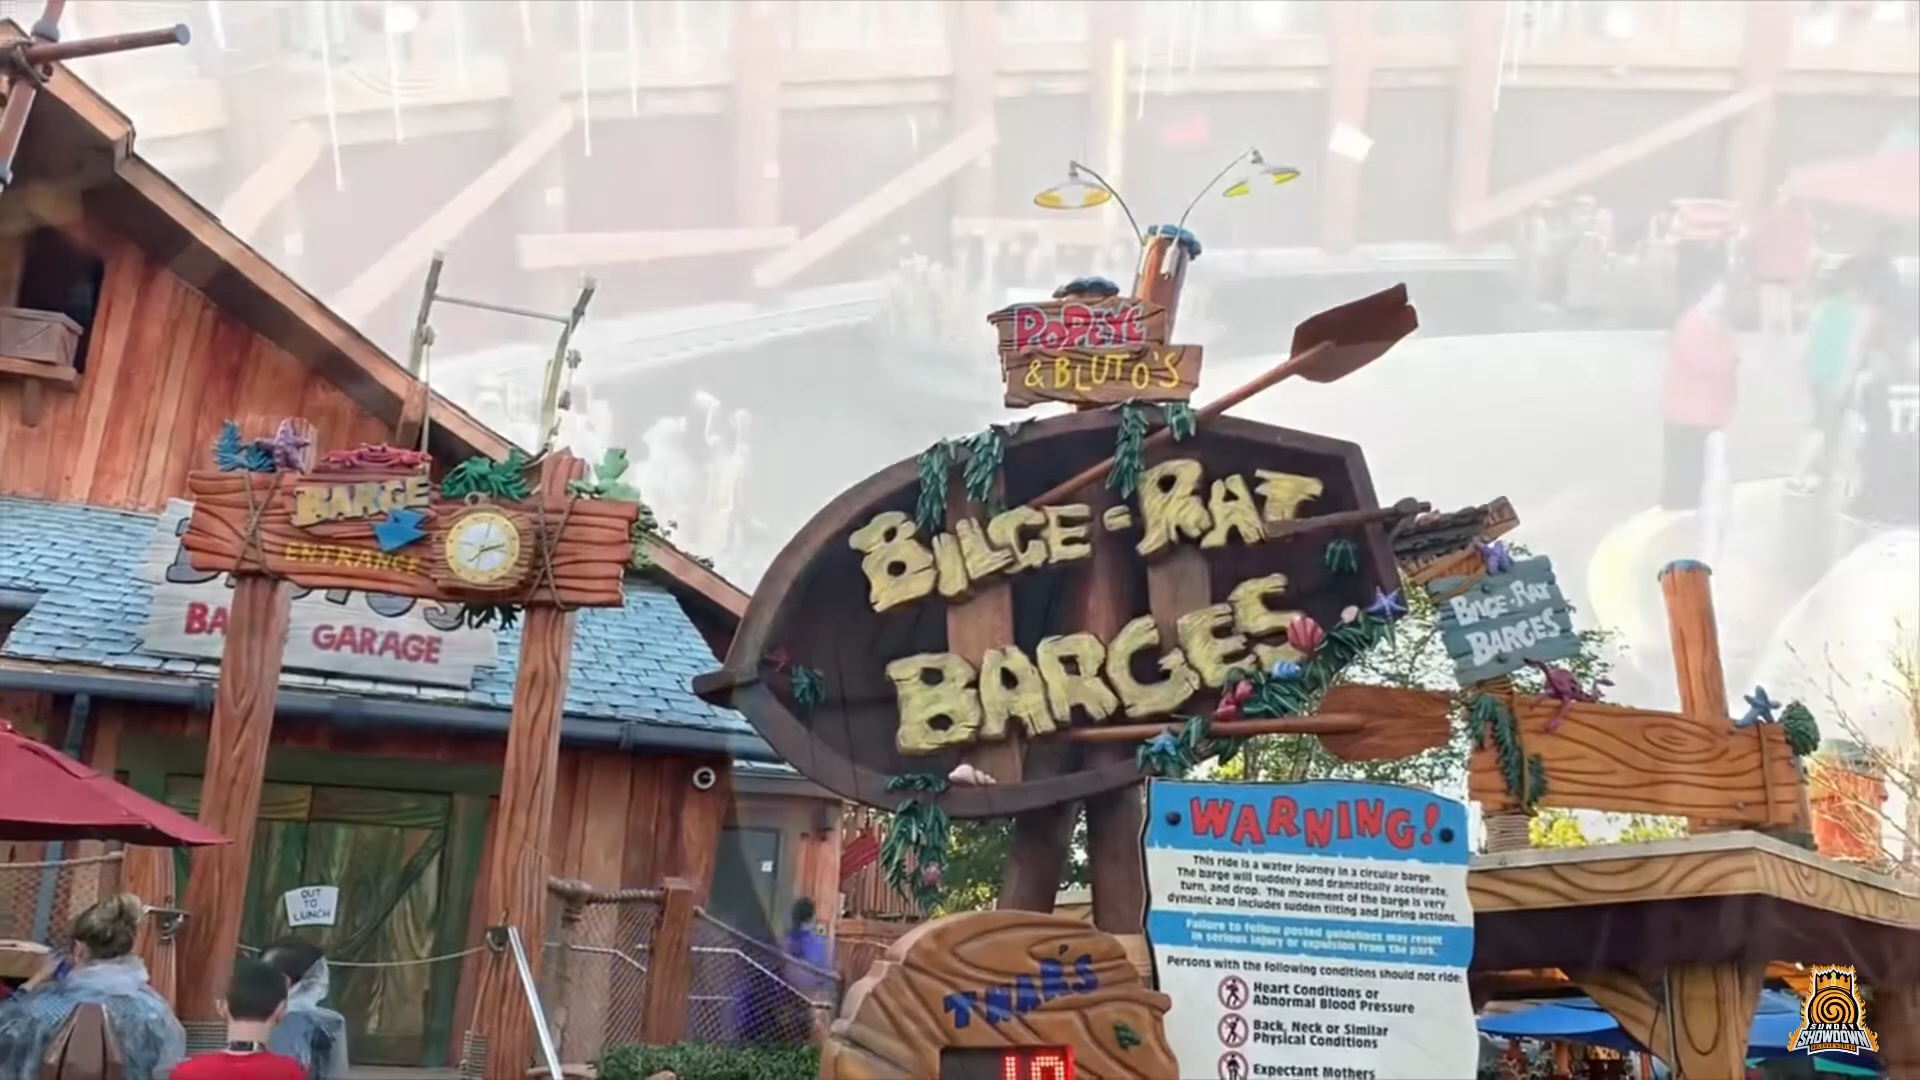 POPEYE
& BLUTO'S
BILGE-RAT
BARGES
BARGE
ENTRANCE
GARAGE
BILGE-RAT
BARGES
OUT
TO
LUNCH
WARNING!
This ride is a water journey in a circular barge.
The barge will suddenly and dramatically accelerate,
turn, and drop. The movement of the barge is very
dynamic and includes sudden tilting and jarring actions.
Failure to follow posted guidelines may result
in serious injury or expulsion from the park.
Persons with the following conditions should not ride:
Heart Conditions or
Abnormal Blood Pressure
Back, Neck or Similar
Physical Conditions
Expectant Mothers
THAR'S
A
10
SUNDAY
SHOWDOWN